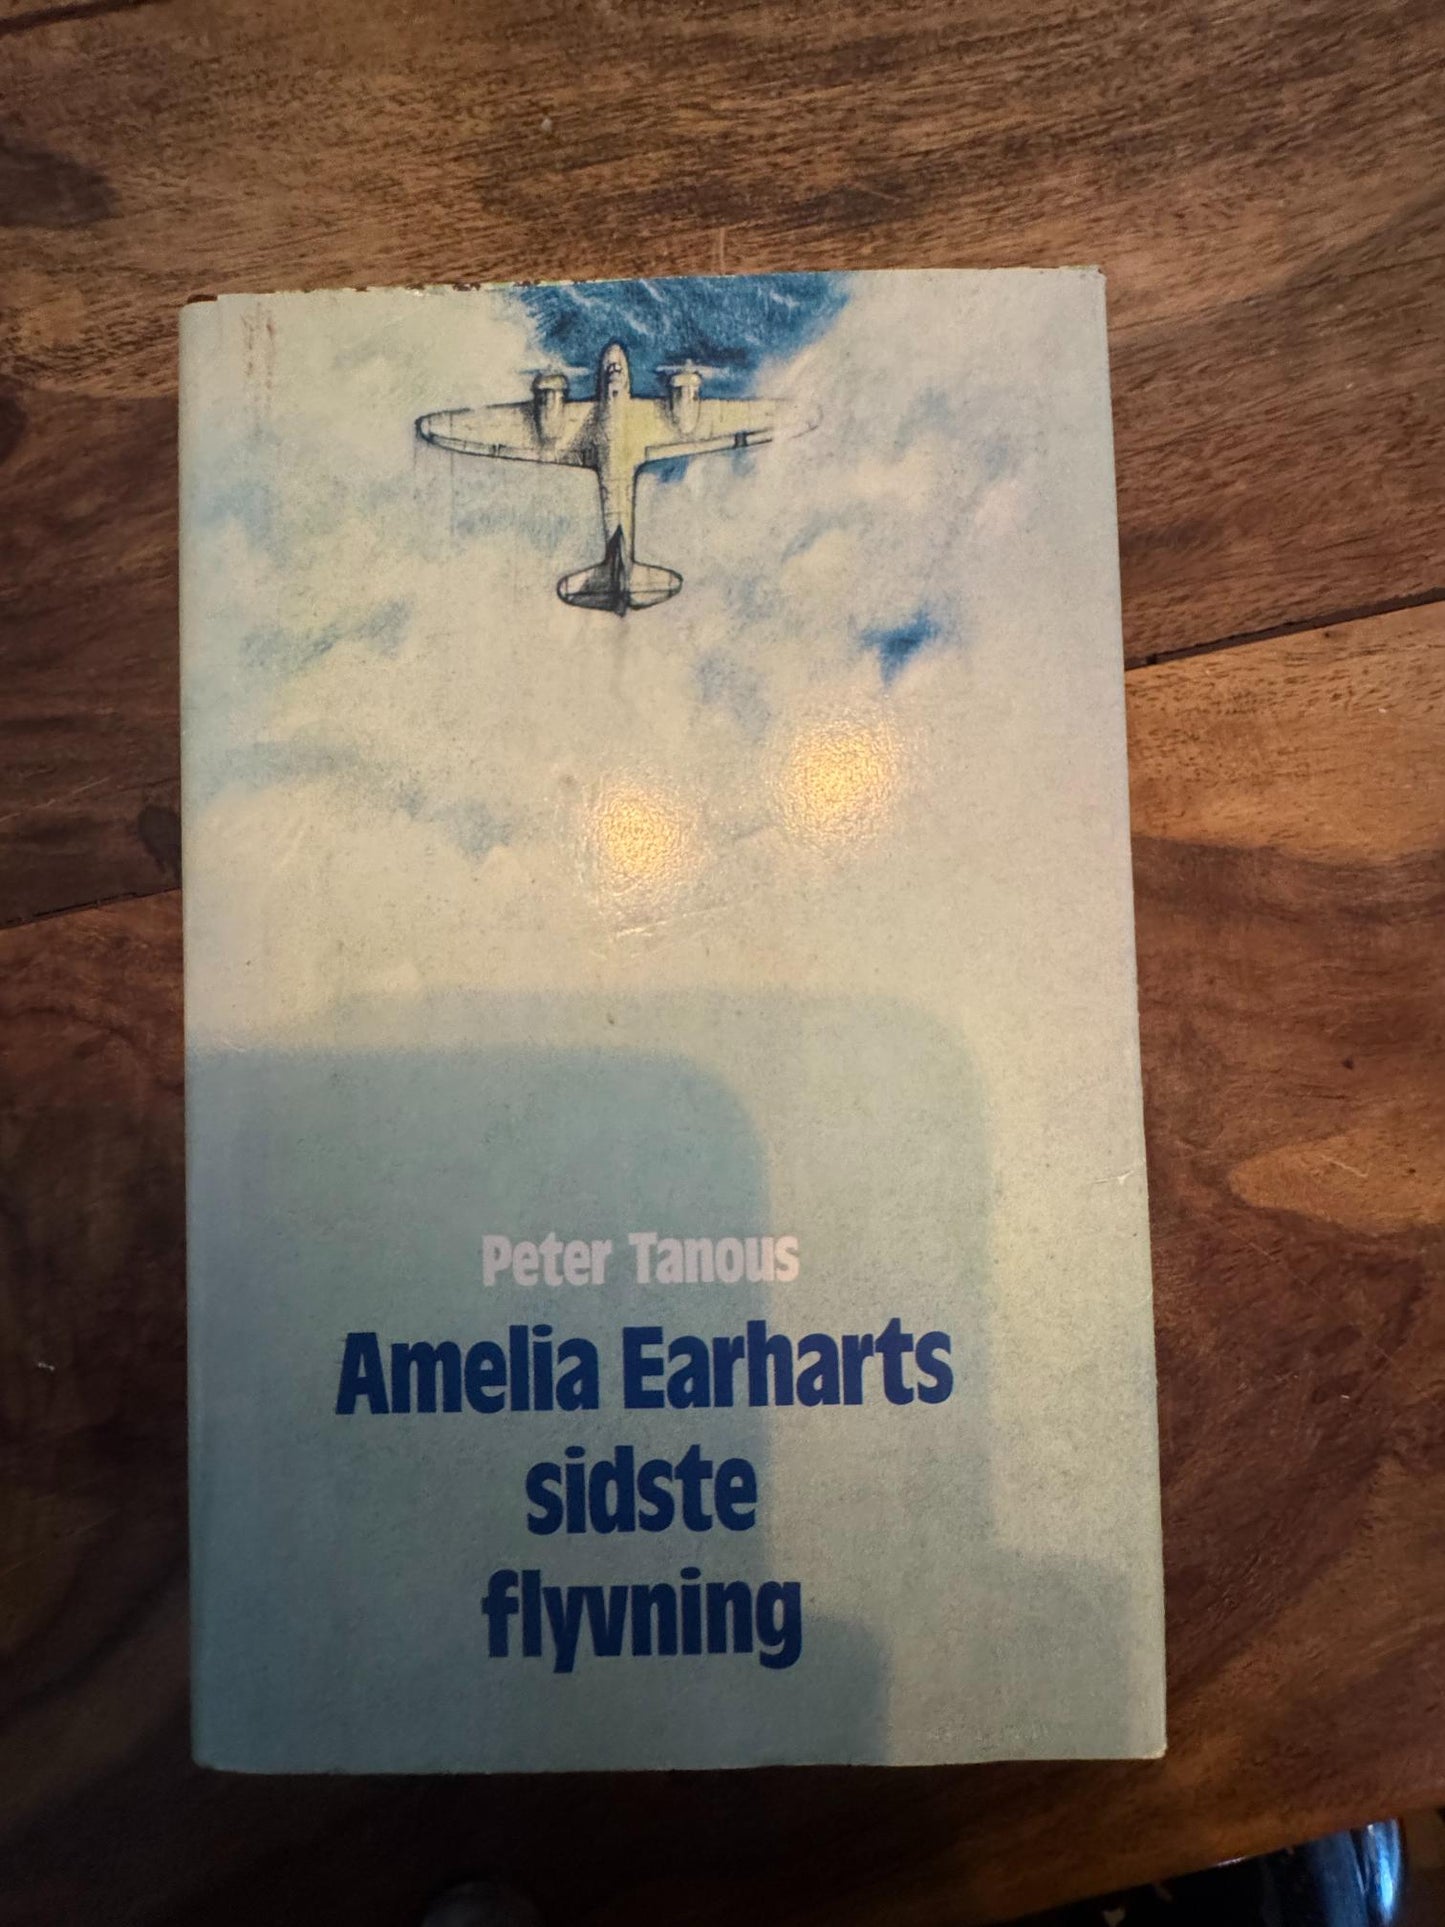 Peter Tanous
Amelia Earharts
sidste
flyvning